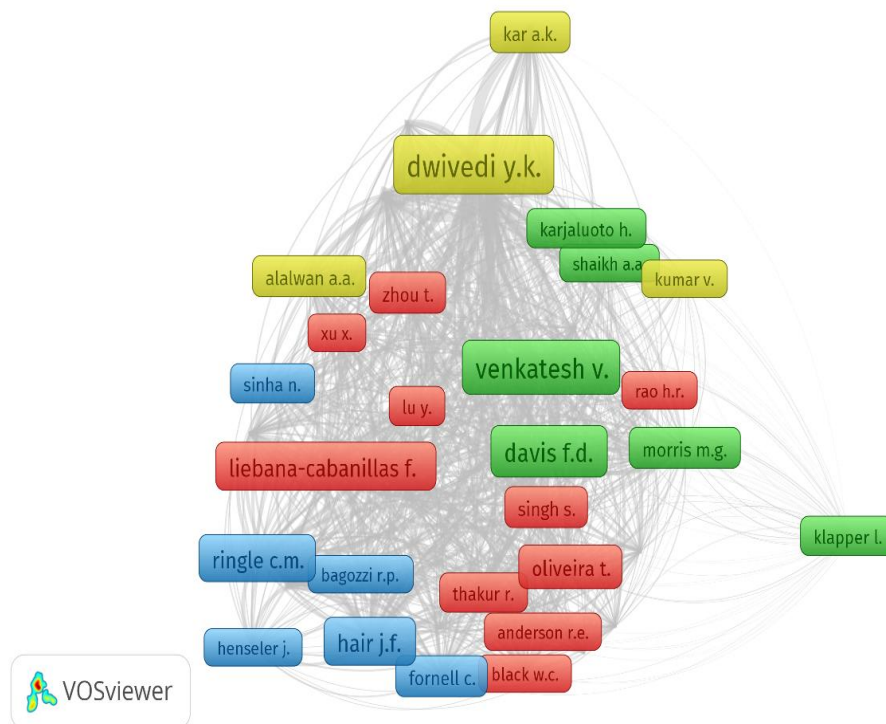 kar a.k.
dwivedi y.k.
karjaluoto h.
shaikh a.a
kumar v.
alalwan a.a.
zhou t.
xu x.
venkatesh v.
sinha n.
rao h.r.
lu y.
davis f.d.
morris m.g.
liebana-cabanillas f.
singh s.
klapper l.
ringle c.m.
bagozzi r.p.
oliveira t.
thakur r.
anderson r.e.
henseler j.
hair j.f.
fornell c.
black w.c.
VOSviewer